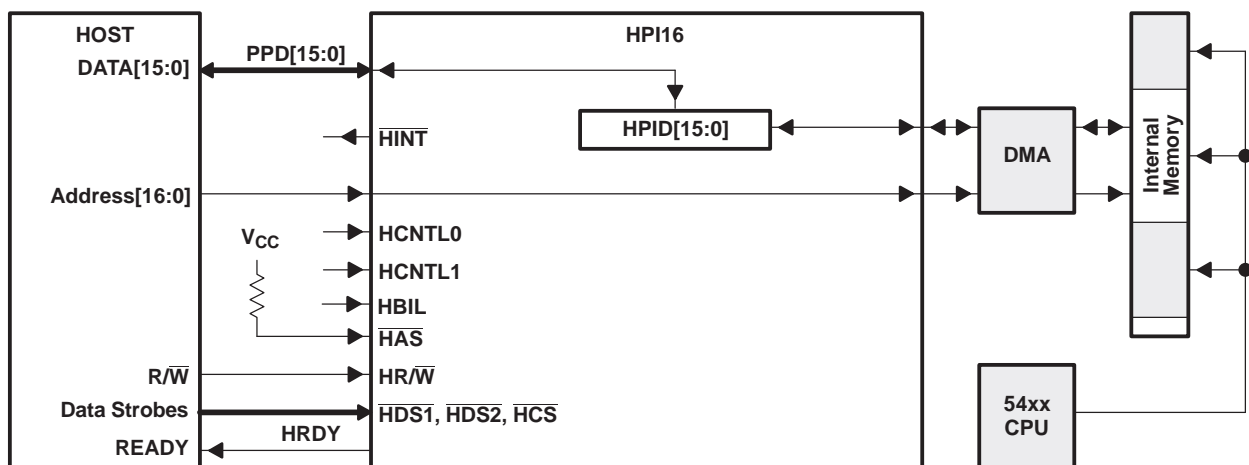 HOST
HPI16
DATA[15:0]
PPD[15:0]
HPID[15:0]
HINT
DMA
Internal
Memory
Address[16:0]
VCC
HCNTL0
HCNTL1
HBIL
HAS
R/W
HR/W
Data Strobes
HDS1, HDS2, HCS
54xx
CPU
READY
HRDY